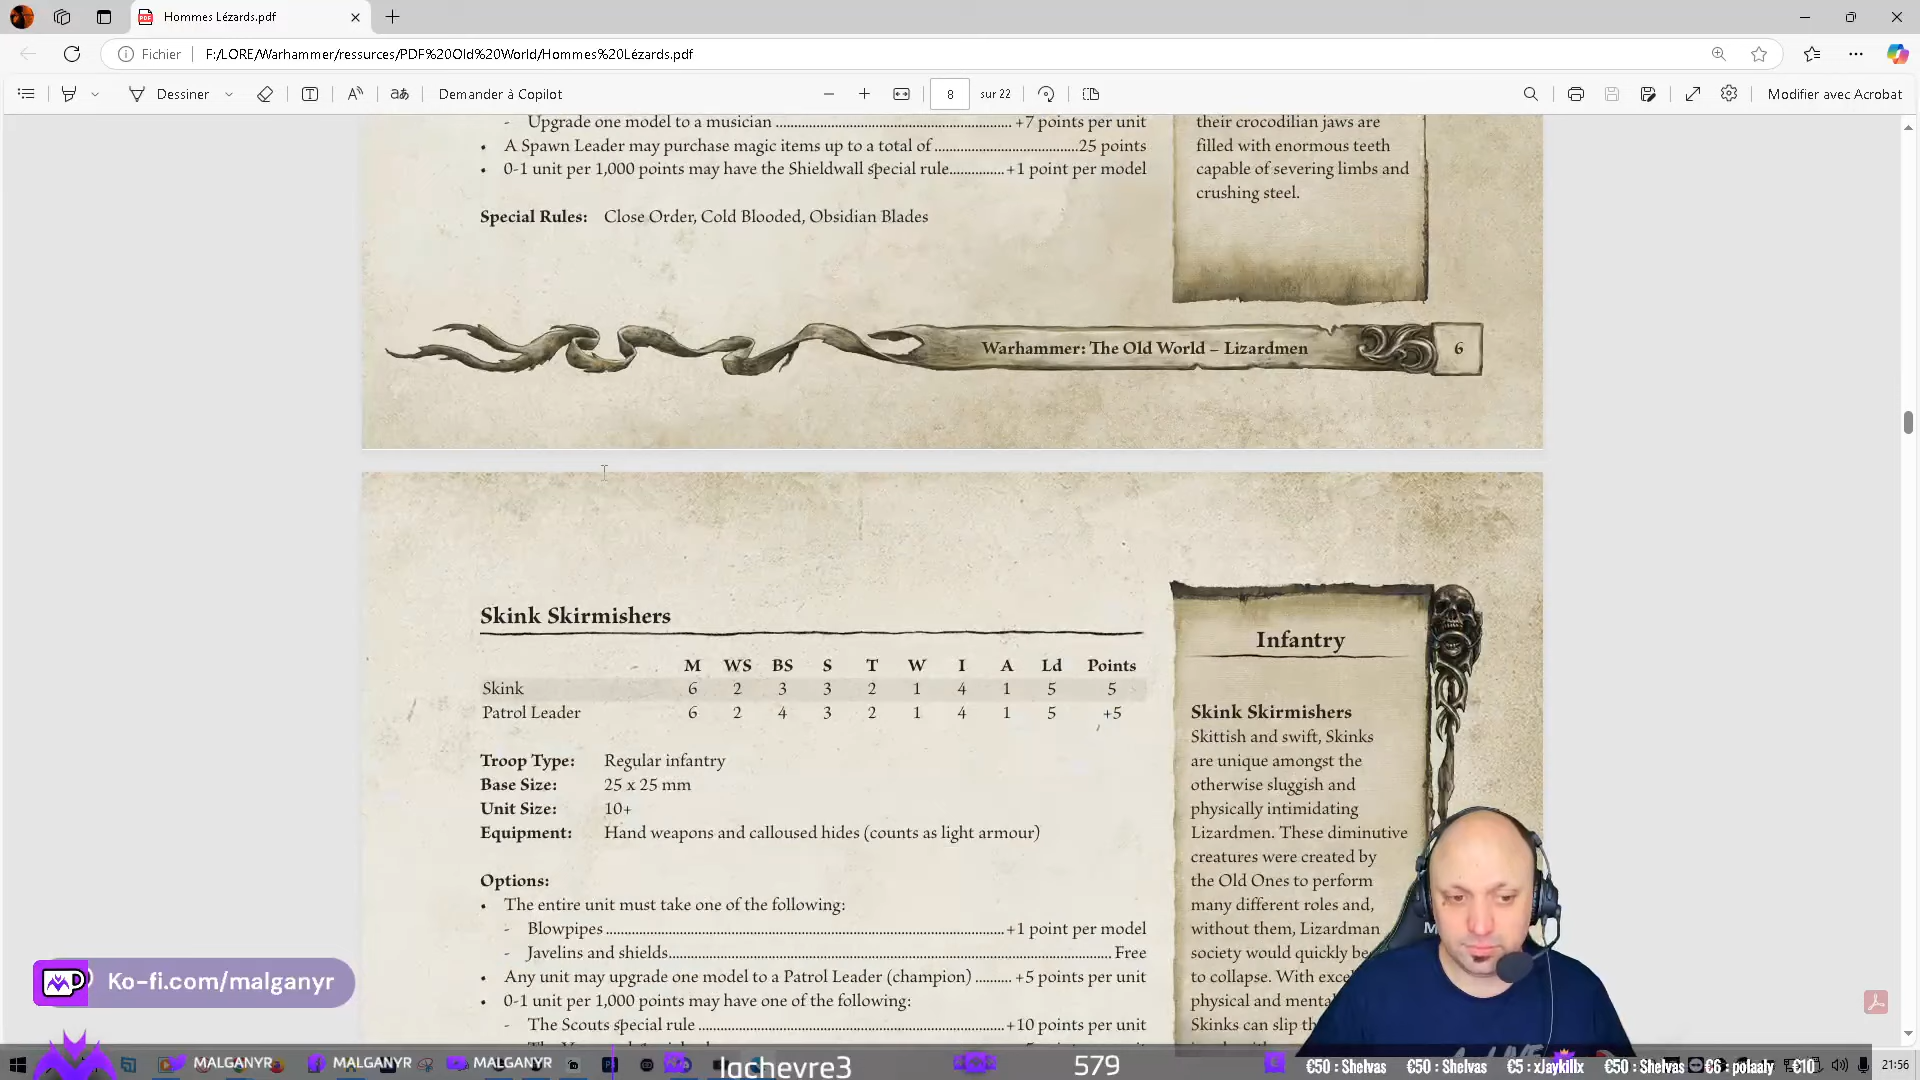 Hommes Lézards.pdf
Fichier
F:/LORE/Warhammer/ressources/PDF%20Old%20World/Hommes%20Lézards.pdf
Dessiner
Demander à Copilot
8 sur 22
Modifier avec Acrobat
- Upgrade one model to a musician ... +7 points per unit
• A Spawn Leader may purchase magic items up to a total of ... 25 points
• 0-1 unit per 1,000 points may have the Shieldwall special rule... +1 point per model
Special Rules: Close Order, Cold Blooded, Obsidian Blades
their crocodilian jaws are
filled with enormous teeth
capable of severing limbs and
crushing steel.
Warhammer: The Old World – Lizardmen 6
Skink Skirmishers
M WS BS S T W I A Ld Points
Skink 6 2 3 3 2 1 4 1 5 5
Patrol Leader 6 2 4 3 2 1 4 1 5 +5
Troop Type: Regular infantry
Base Size: 25 x 25 mm
Unit Size: 10+
Equipment: Hand weapons and calloused hides (counts as light armour)
Options:
• The entire unit must take one of the following:
- Blowpipes ... +1 point per model
- Javelins and shields... Free
• Any unit may upgrade one model to a Patrol Leader (champion) ... +5 points per unit
• 0-1 unit per 1,000 points may have one of the following:
- The Scouts special rule ... +10 points per unit
Infantry
Skink Skirmishers
Skittish and swift, Skinks
are unique amongst the
otherwise sluggish and
physically intimidating
Lizardmen. These diminutive
creatures were created by
the Old Ones to perform
many different roles and,
without them, Lizardman
society would quickly be
to collapse. With
physical and
Skinks can slip
Ko-fi.com/malganyr
MALGANYR MALGANYR MALGANYR lachevre3 579 €50 : Shelvas €50 : Shelvas €5 : xJaykillx €50 : Shelvas €6 : polaaly €10
21:56